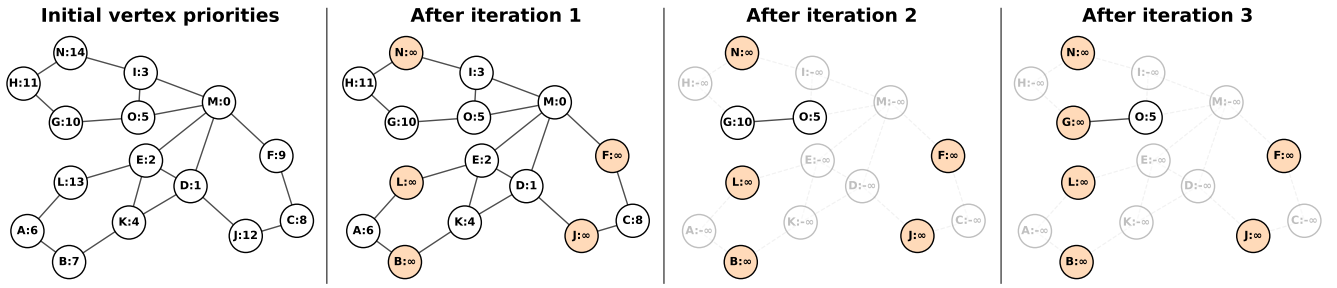 Initial vertex priorities
N:14
I:3
H:11
M:0
G:10
O:5
E:2
F:9
L:13
D:1
K:4
C:8
A:6
J:12
B:7
After iteration 1
N:∞
I:3
H:11
M:0
G:10
O:5
E:2
F:∞
L:∞
D:1
K:4
C:8
A:6
J:∞
B:∞
After iteration 2
N:∞
I:-∞
H:-∞
M:-∞
G:10
O:5
E:-∞
F:∞
L:∞
D:-∞
K:-∞
C:-∞
A:-∞
J:∞
B:∞
After iteration 3
N:∞
I:-∞
H:-∞
M:-∞
G:∞
O:5
E:-∞
F:∞
L:∞
D:-∞
K:-∞
C:-∞
A:-∞
J:∞
B:∞